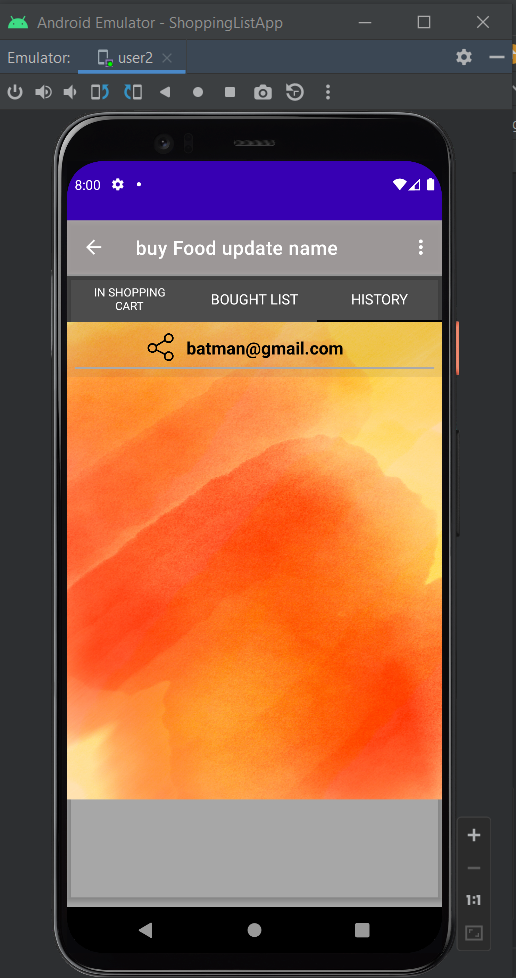 Android Emulator - ShoppingListApp
Emulator:
user2
8:00
buy Food update name
IN SHOPPING
CART
BOUGHT LIST
HISTORY
batman@gmail.com
1:1